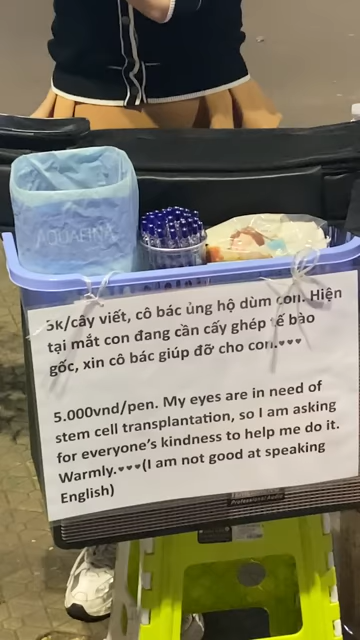 AQUAFINA
5k/cây viết, cô bác ủng hộ dùm con. Hiện
tại mắt con đang cần cấy ghép tế bào
gốc, xin cô bác giúp đỡ cho con.♥♥♥
5.000vnd/pen. My eyes are in need of
stem cell transplantation, so I am asking
for everyone's kindness to help me do it.
Warmly.♥♥♥(I am not good at speaking
English)
Professional Audio